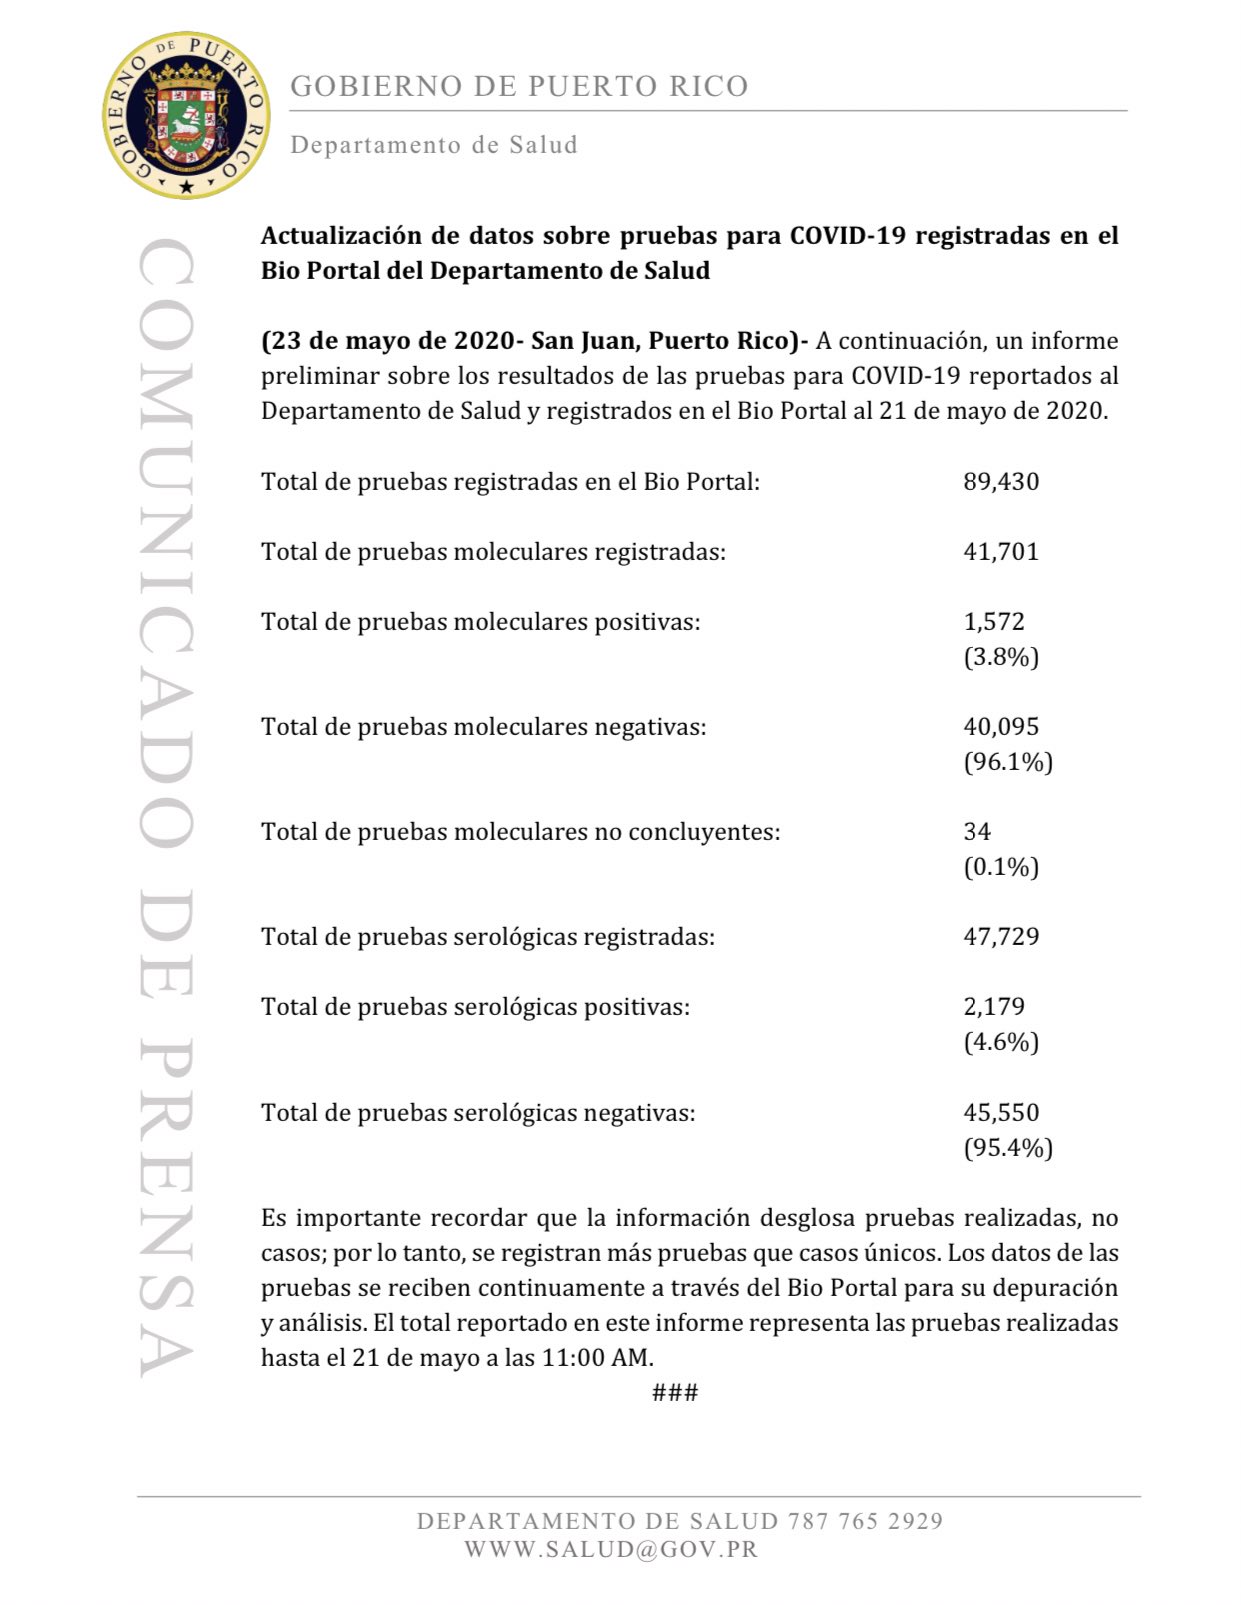 GOBIERNO DE PUERTO RICO
GOBIERNO DE PUERTO RICO
Departamento de Salud
COMUNICADO DE PRENSA
Actualización de datos sobre pruebas para COVID-19 registradas en el
Bio Portal del Departamento de Salud
(23 de mayo de 2020- San Juan, Puerto Rico)- A continuación, un informe
preliminar sobre los resultados de las pruebas para COVID-19 reportados al
Departamento de Salud y registrados en el Bio Portal al 21 de mayo de 2020.
Total de pruebas registradas en el Bio Portal: 89,430
Total de pruebas moleculares registradas: 41,701
Total de pruebas moleculares positivas: 1,572
(3.8%)
Total de pruebas moleculares negativas: 40,095
(96.1%)
Total de pruebas moleculares no concluyentes: 34
(0.1%)
Total de pruebas serológicas registradas: 47,729
Total de pruebas serológicas positivas: 2,179
(4.6%)
Total de pruebas serológicas negativas: 45,550
(95.4%)
Es importante recordar que la información desglosa pruebas realizadas, no
casos; por lo tanto, se registran más pruebas que casos únicos. Los datos de las
pruebas se reciben continuamente a través del Bio Portal para su depuración
y análisis. El total reportado en este informe representa las pruebas realizadas
hasta el 21 de mayo a las 11:00 AM.
###
DEPARTAMENTO DE SALUD 787 765 2929
WWW.SALUD@GOV.PR